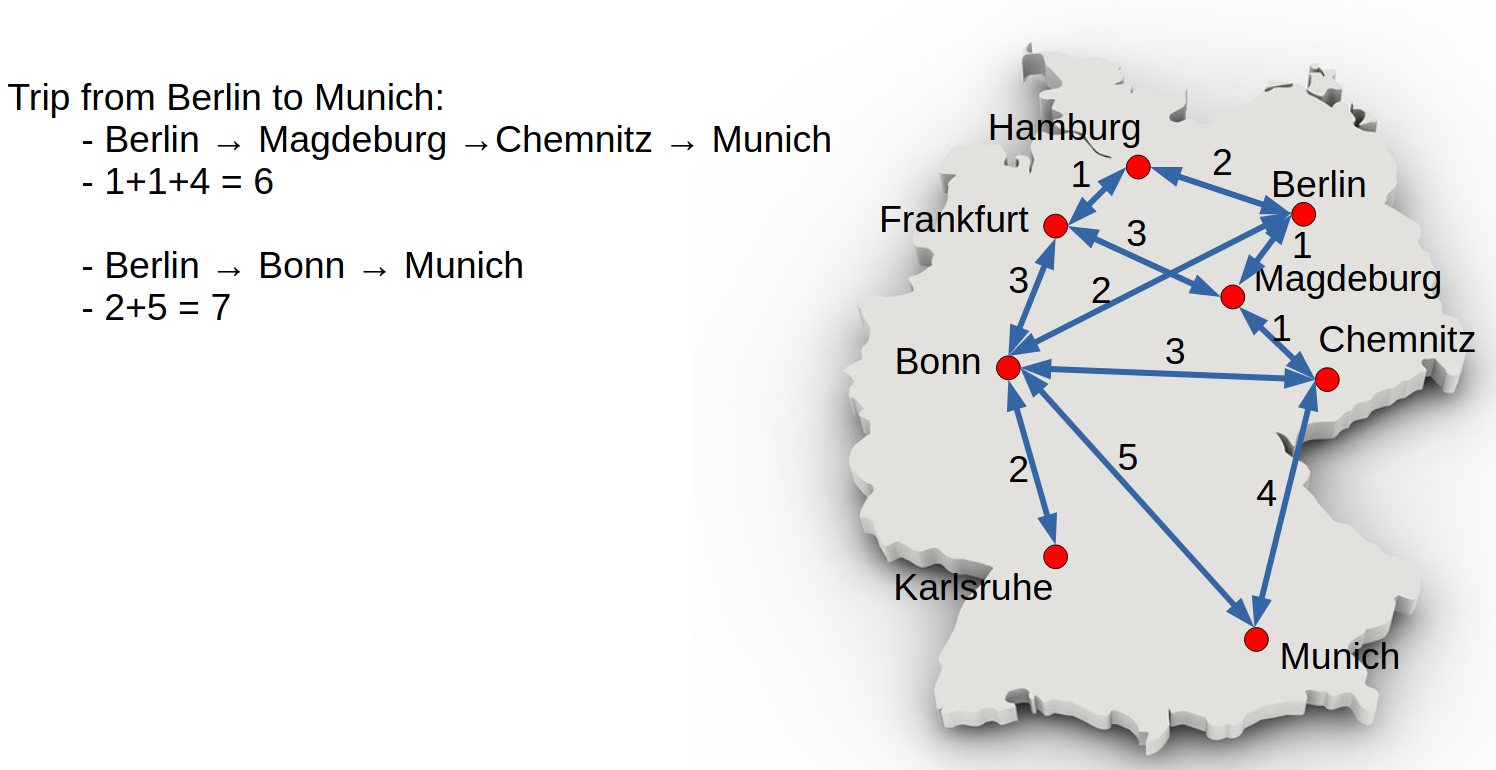 Trip from Berlin to Munich:
- Berlin → Magdeburg →Chemnitz → Munich
- 1+1+4 = 6
- Berlin → Bonn → Munich
- 2+5 = 7
Hamburg
1
2
Berlin
Frankfurt
3
1
3
2
Magdeburg
1
Chemnitz
3
Bonn
2
5
4
Karlsruhe
Munich